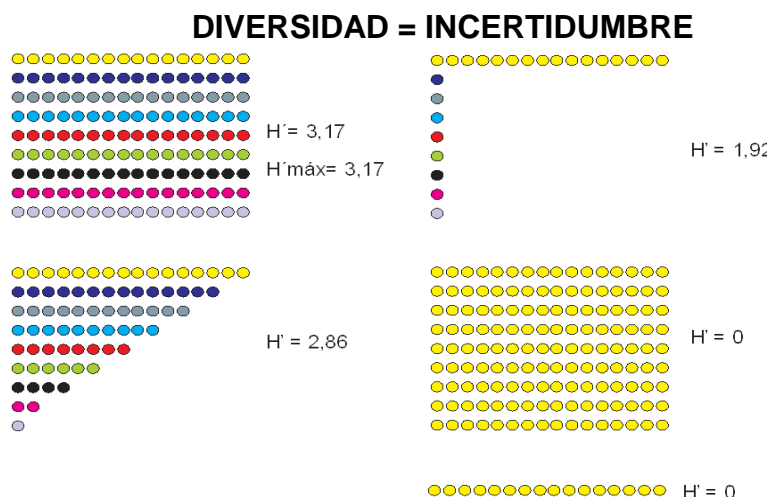 DIVERSIDAD = INCERTIDUMBRE
H´= 3,17
H´máx= 3,17
H' = 1,92
H' = 2,86
H' = 0
H' = 0